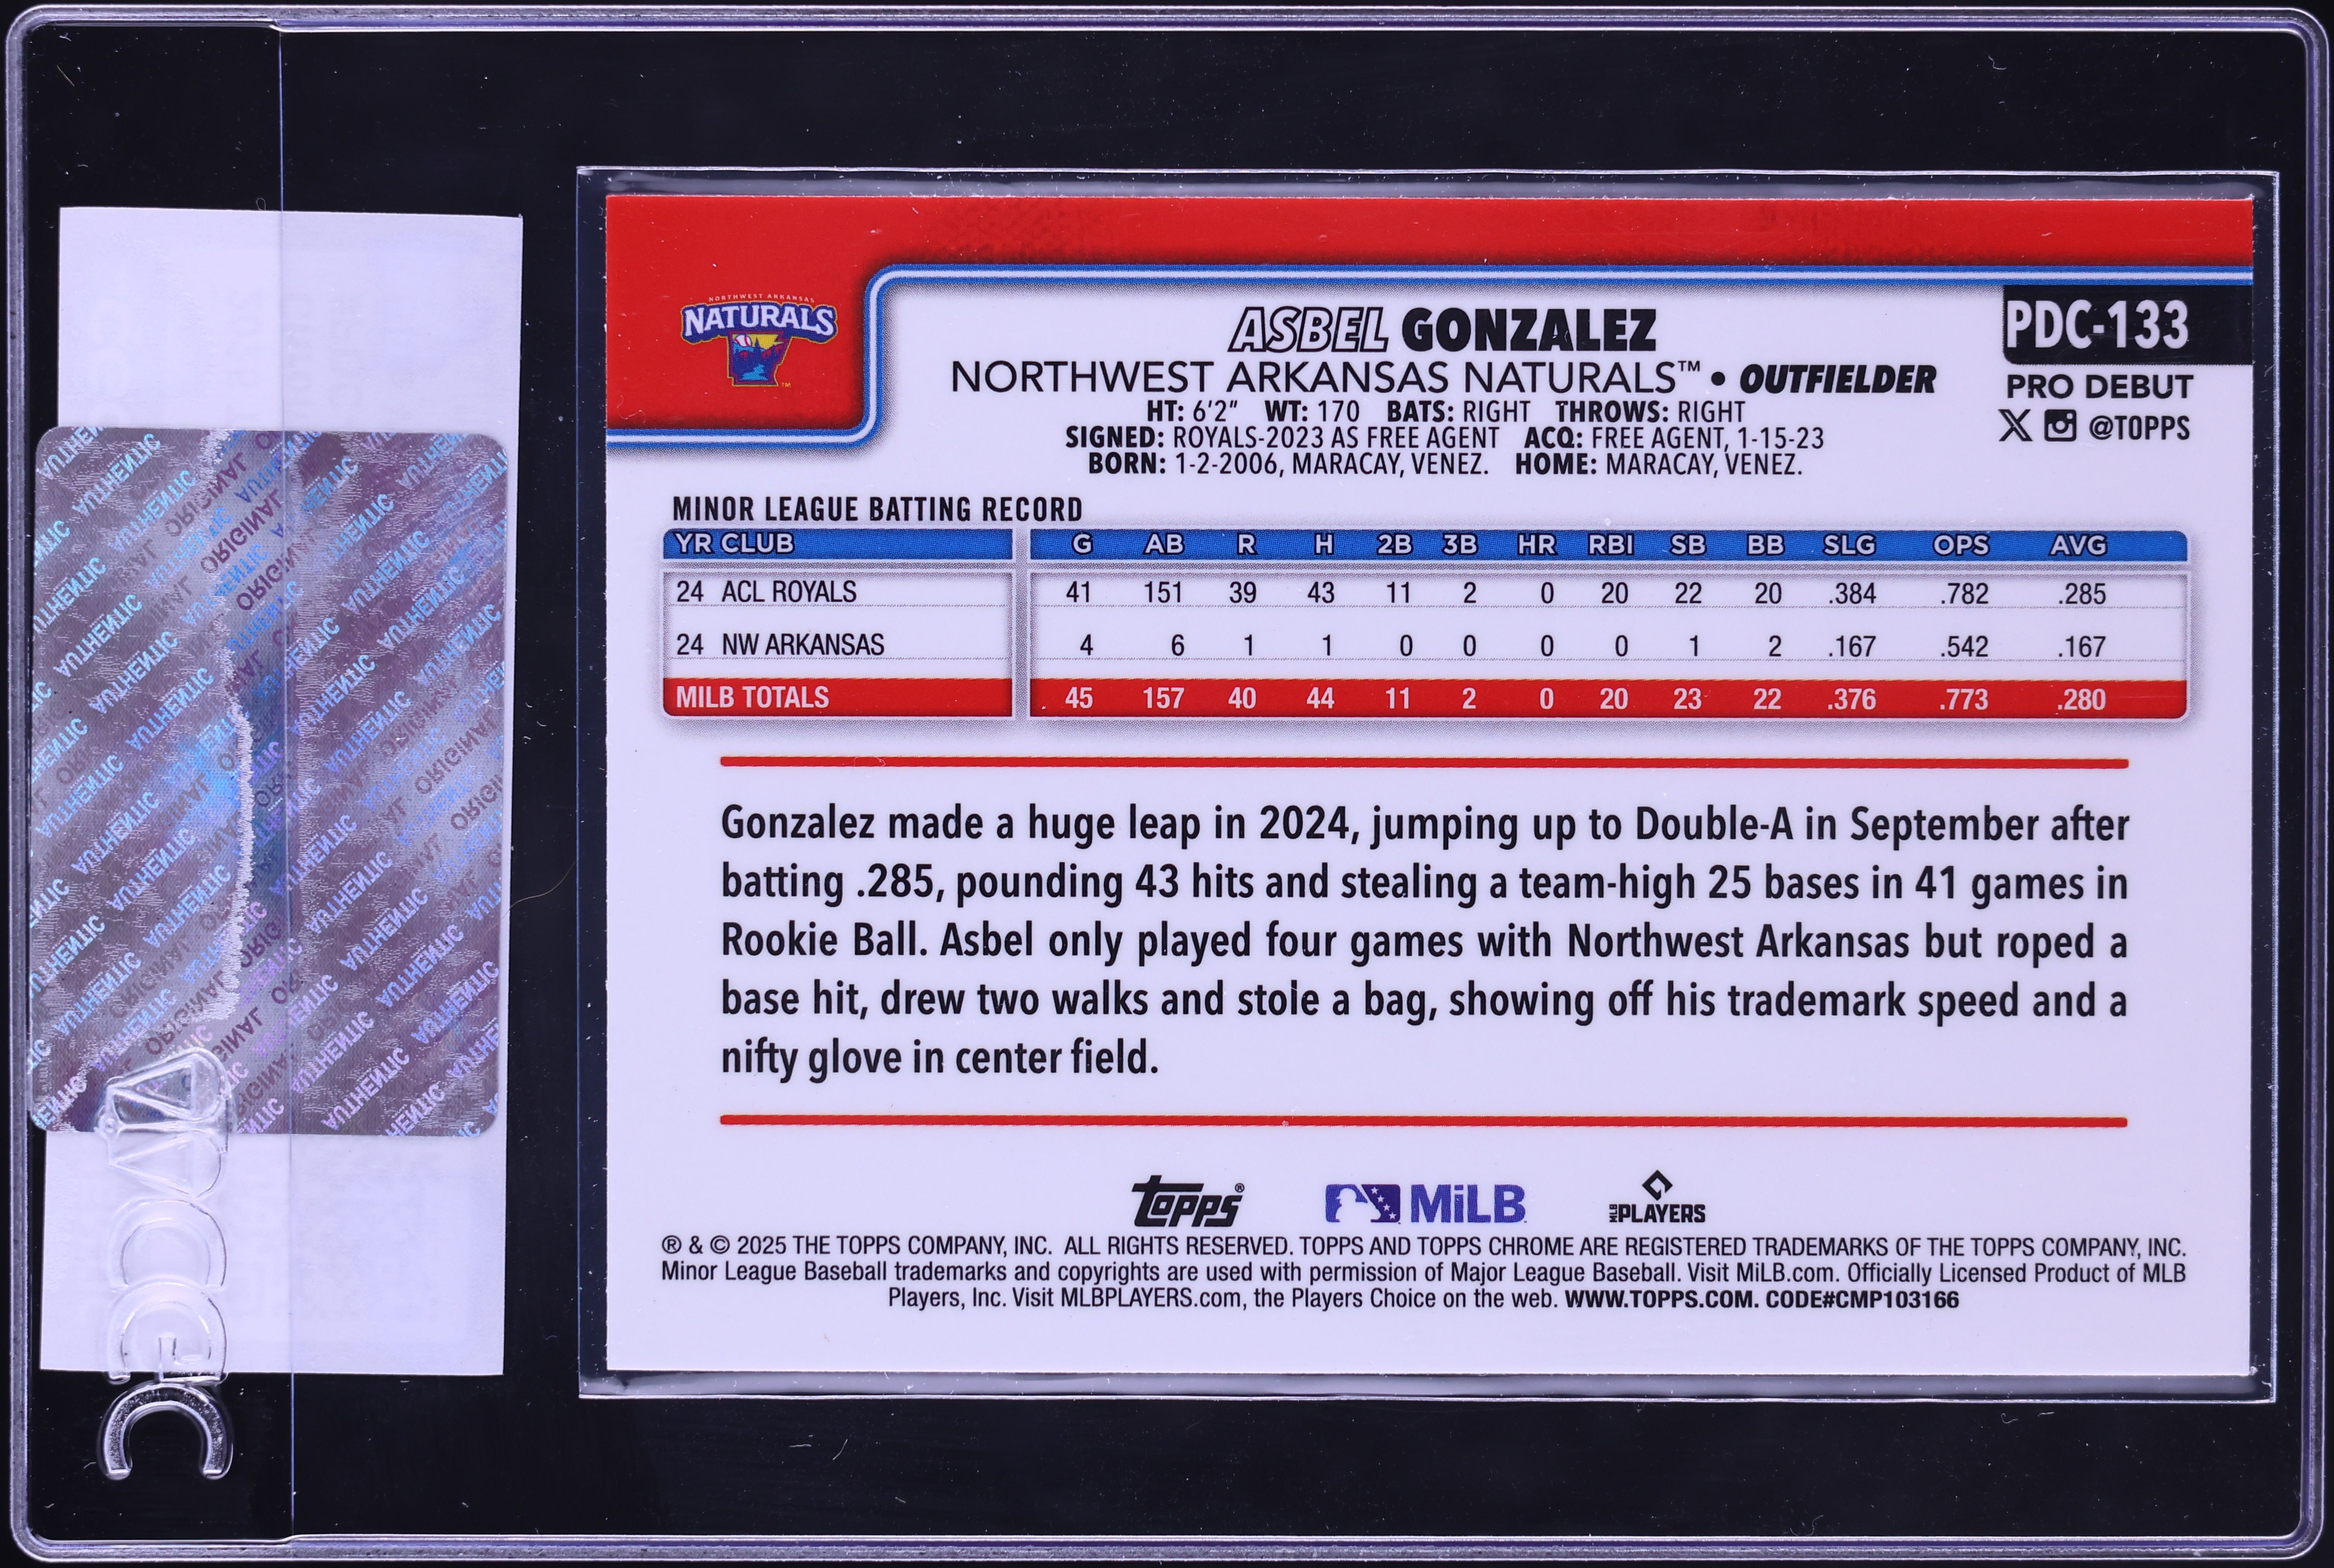 NORTHWEST ARKANSAS
NATURALS
ASBEL GONZALEZ
NORTHWEST ARKANSAS NATURALS™ • OUTFIELDER
HT: 6'2" WT: 170 BATS: RIGHT THROWS: RIGHT
SIGNED: ROYALS-2023 AS FREE AGENT ACQ: FREE AGENT, 1-15-23
BORN: 1-2-2006, MARACAY, VENEZ. HOME: MARACAY, VENEZ.
PDC-133
PRO DEBUT
@TOPPS
MINOR LEAGUE BATTING RECORD
YR CLUB G AB R H 2B 3B HR RBI SB BB SLG OPS AVG
24 ACL ROYALS 41 151 39 43 11 2 0 20 22 20 .384 .782 .285
24 NW ARKANSAS 4 6 1 1 0 0 0 0 1 2 .167 .542 .167
MILB TOTALS 45 157 40 44 11 2 0 20 23 22 .376 .773 .280
Gonzalez made a huge leap in 2024, jumping up to Double-A in September after
batting .285, pounding 43 hits and stealing a team-high 25 bases in 41 games in
Rookie Ball. Asbel only played four games with Northwest Arkansas but roped a
base hit, drew two walks and stole a bag, showing off his trademark speed and a
nifty glove in center field.
Topps® MiLB MLB PLAYERS
® & © 2025 THE TOPPS COMPANY, INC. ALL RIGHTS RESERVED. TOPPS AND TOPPS CHROME ARE REGISTERED TRADEMARKS OF THE TOPPS COMPANY, INC.
Minor League Baseball trademarks and copyrights are used with permission of Major League Baseball. Visit MiLB.com. Officially Licensed Product of MLB
Players, Inc. Visit MLBPLAYERS.com, the Players Choice on the web. WWW.TOPPS.COM. CODE#CMP103166
AUTHENTIC
ORIGINAL